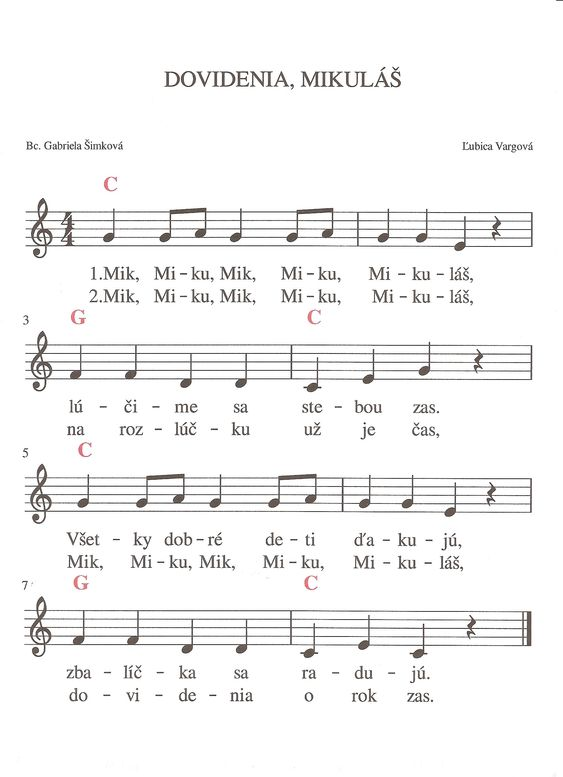 DOVIDENIA, MIKULÁŠ
Bc. Gabriela Šimková
Ľubica Vargová
C
4
4
1.Mik, Mi – ku, Mik, Mi – ku, Mi – ku – láš,
2.Mik, Mi – ku, Mik, Mi – ku, Mi – ku – láš,
3 G C
lú – či – me sa ste – bou zas.
na roz – lúč – ku už je čas,
5 C
Všet – ky dob – ré de – ti ďa – ku – jú,
Mik, Mi – ku, Mik, Mi – ku, Mi – ku – láš,
7 G C
zba – líč – ka sa ra – du – jú.
do – vi – de – nia o rok zas.